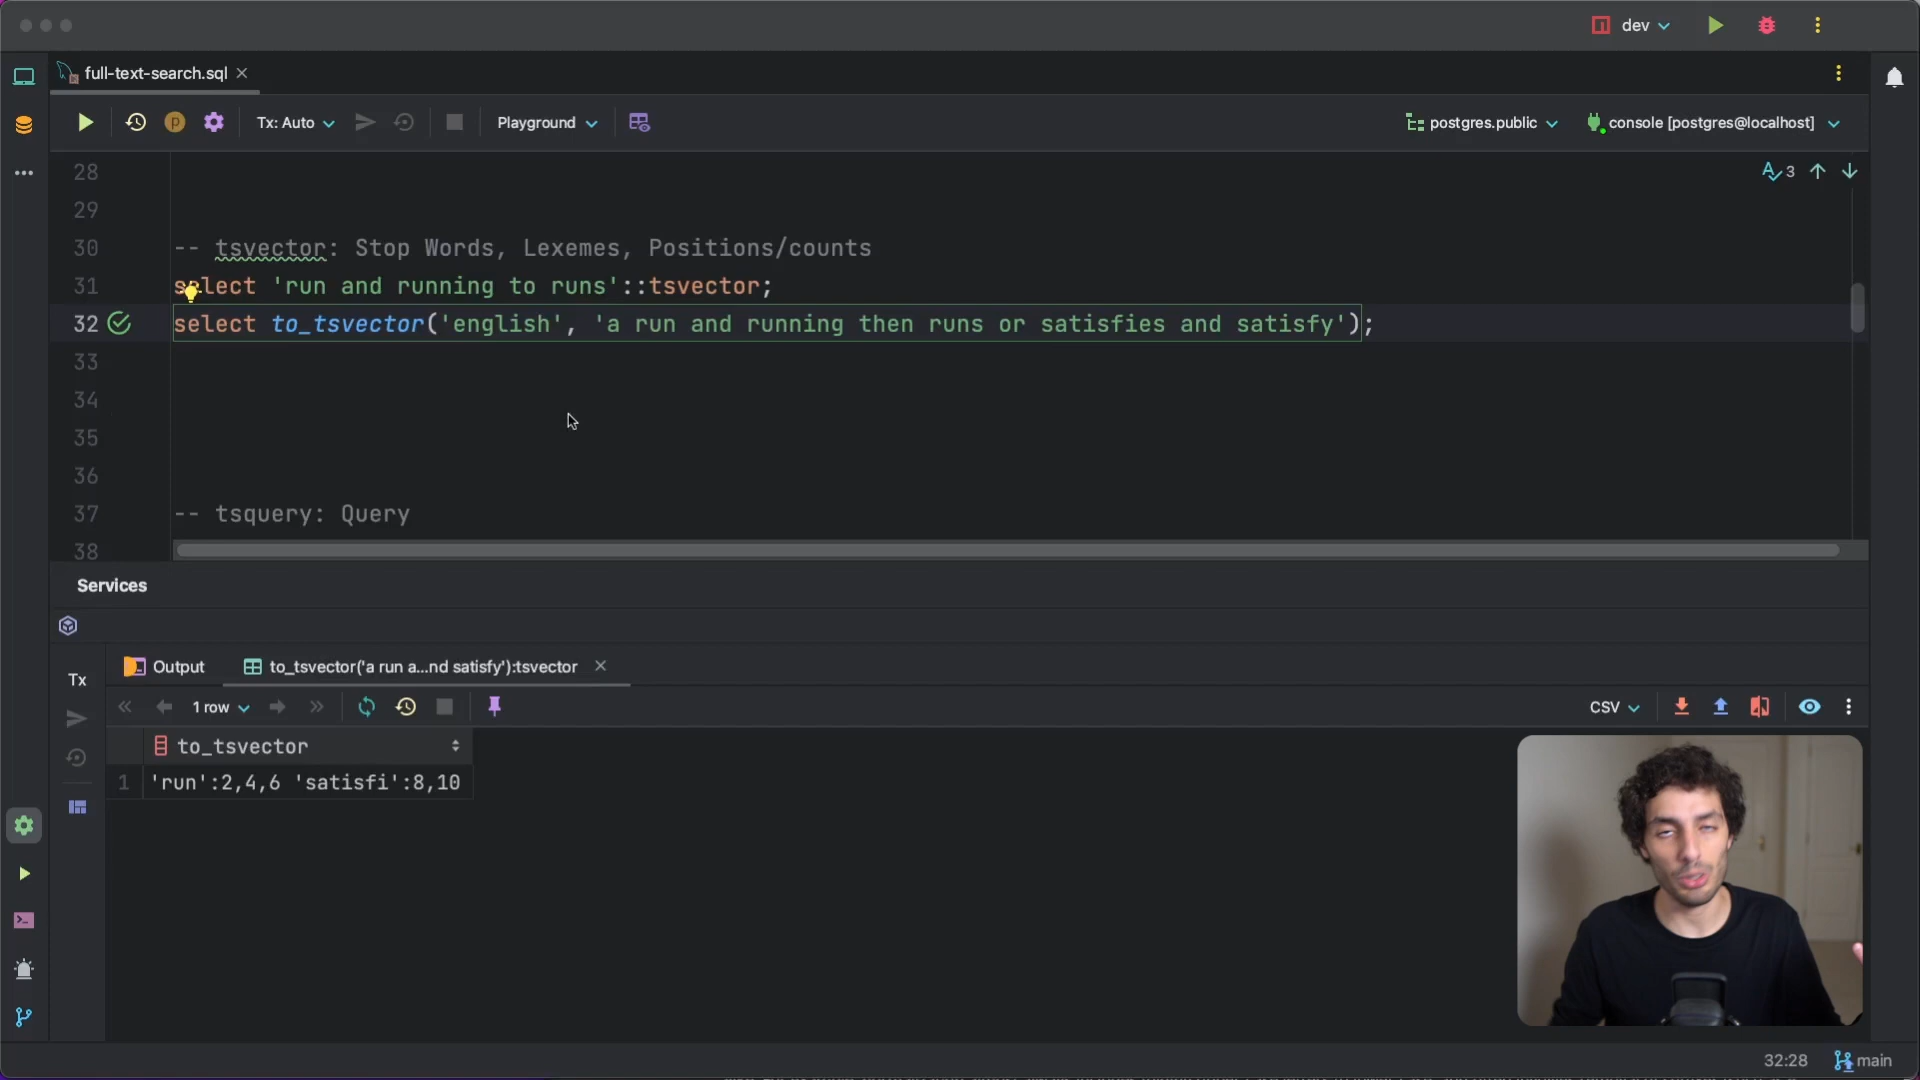 dev
full-text-search.sql
p Tx: Auto Playground postgres.public console [postgres@localhost]
28
3
29
30 -- tsvector: Stop Words, Lexemes, Positions/counts
31 select 'run and running to runs'::tsvector;
32 select to_tsvector('english', 'a run and running then runs or satisfies and satisfy');
33
34
35
36
37 -- tsquery: Query
38
Services
Tx
Output to_tsvector('a run a...nd satisfy'):tsvector
1 row CSV
to_tsvector
1 'run':2,4,6 'satisfi':8,10
32:28 main